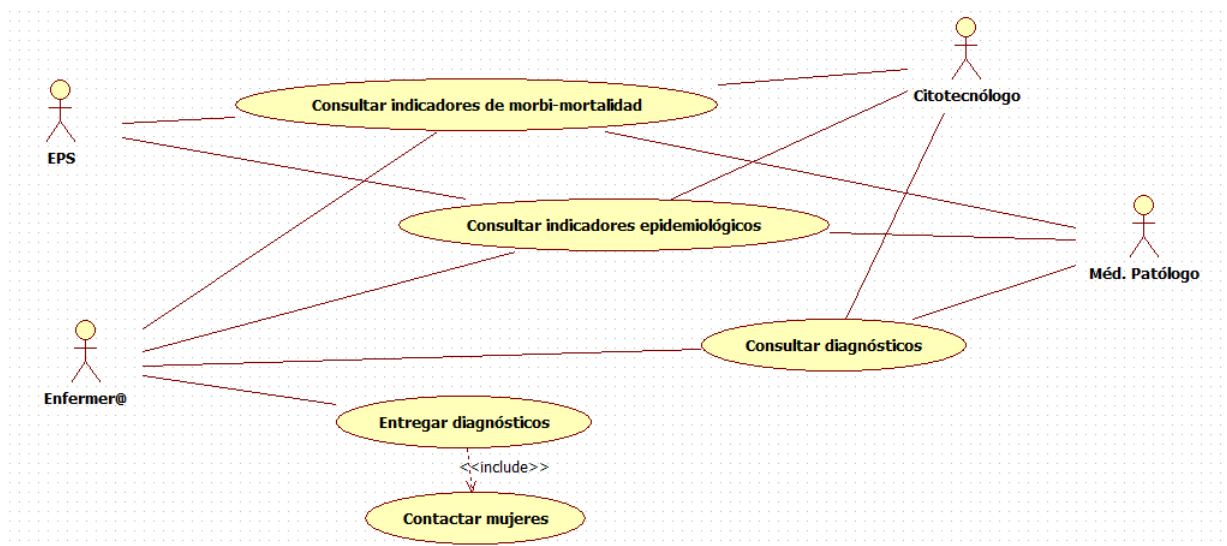 Citotecnólogo
Consultar indicadores de morbi-mortalidad
EPS
Consultar indicadores epidemiológicos
Méd. Patólogo
Consultar diagnósticos
Enfermer@
Entregar diagnósticos
<<include>>
Contactar mujeres